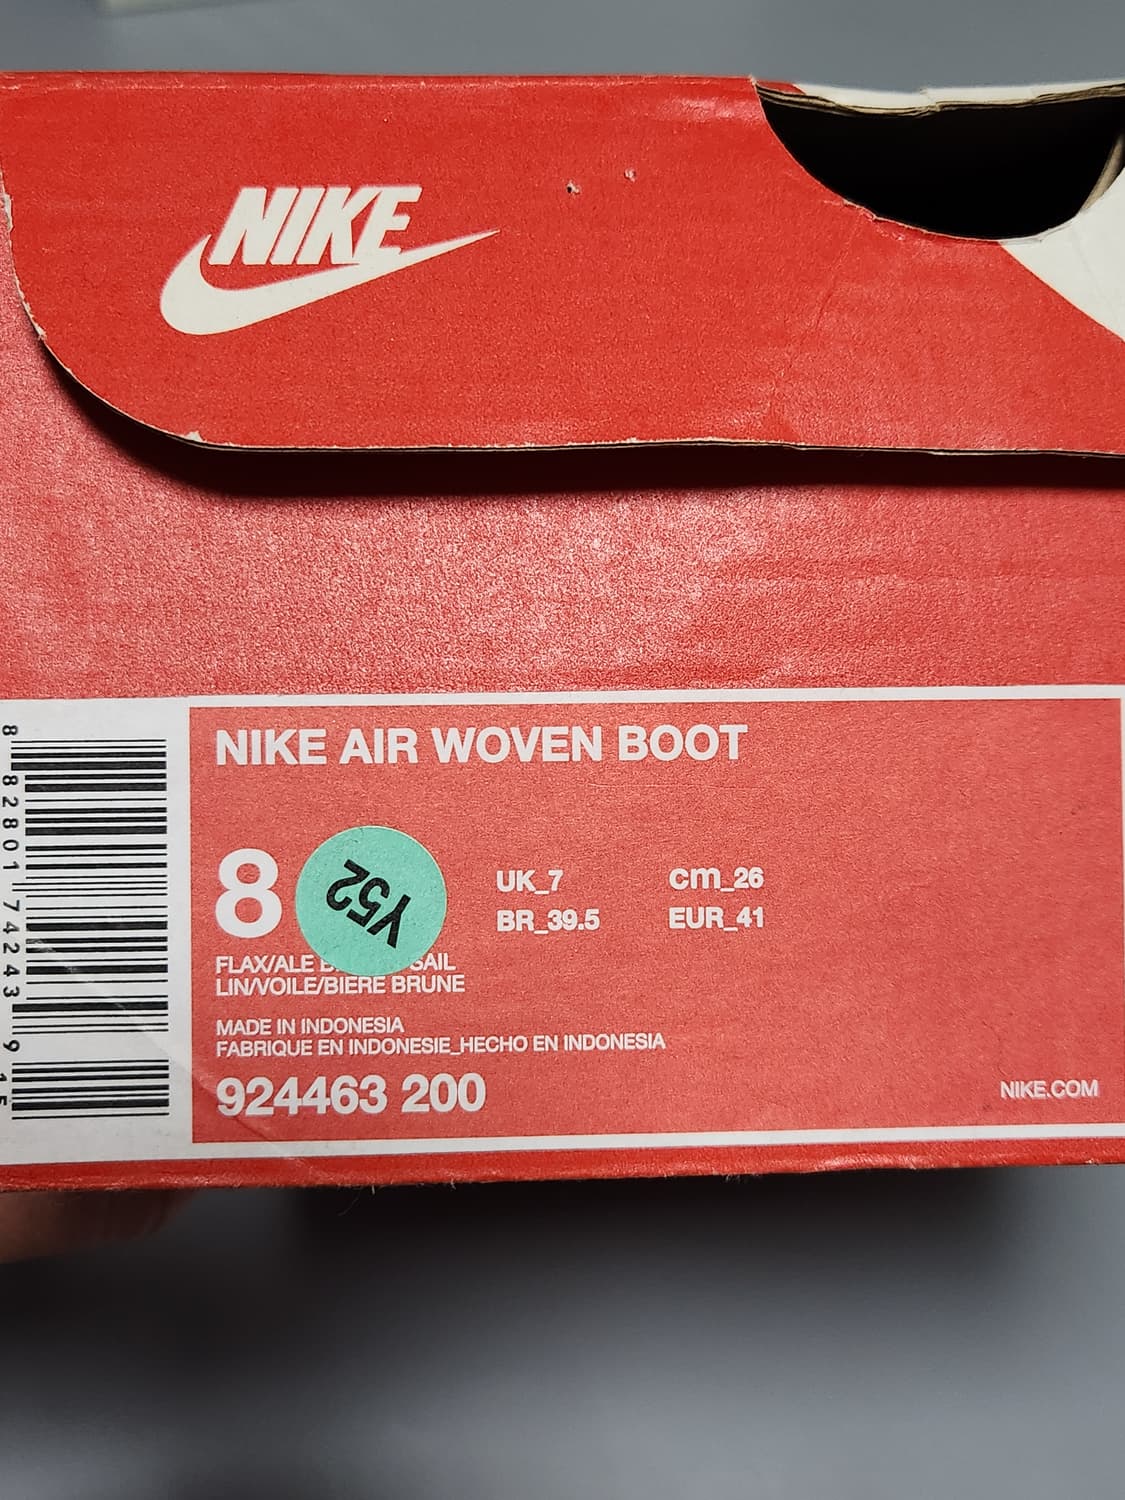 NIKE
NIKE AIR WOVEN BOOT
8
Y52
UK_7
cm_26
BR_39.5
EUR_41
FLAX/ALE SAIL
LIN/VOILE/BIERE BRUNE
MADE IN INDONESIA
FABRIQUE EN INDONESIE_HECHO EN INDONESIA
924463 200
NIKE.COM
8 82801 74243 9 15